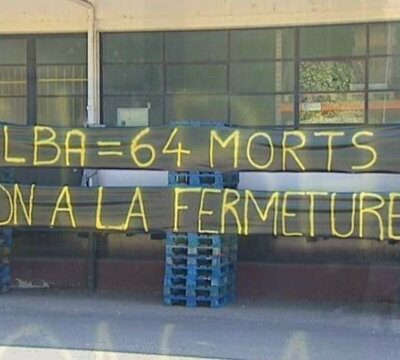 LBA = 64 MORTS
ON A LA FERMETURE